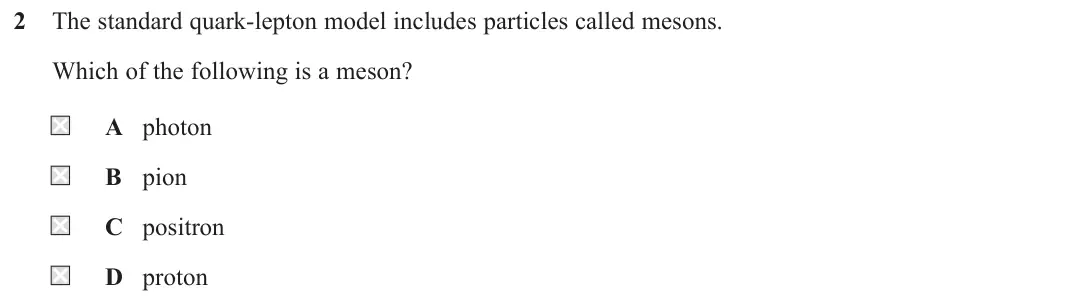 2 The standard quark-lepton model includes particles called mesons.
Which of the following is a meson?
A photon
B pion
C positron
D proton